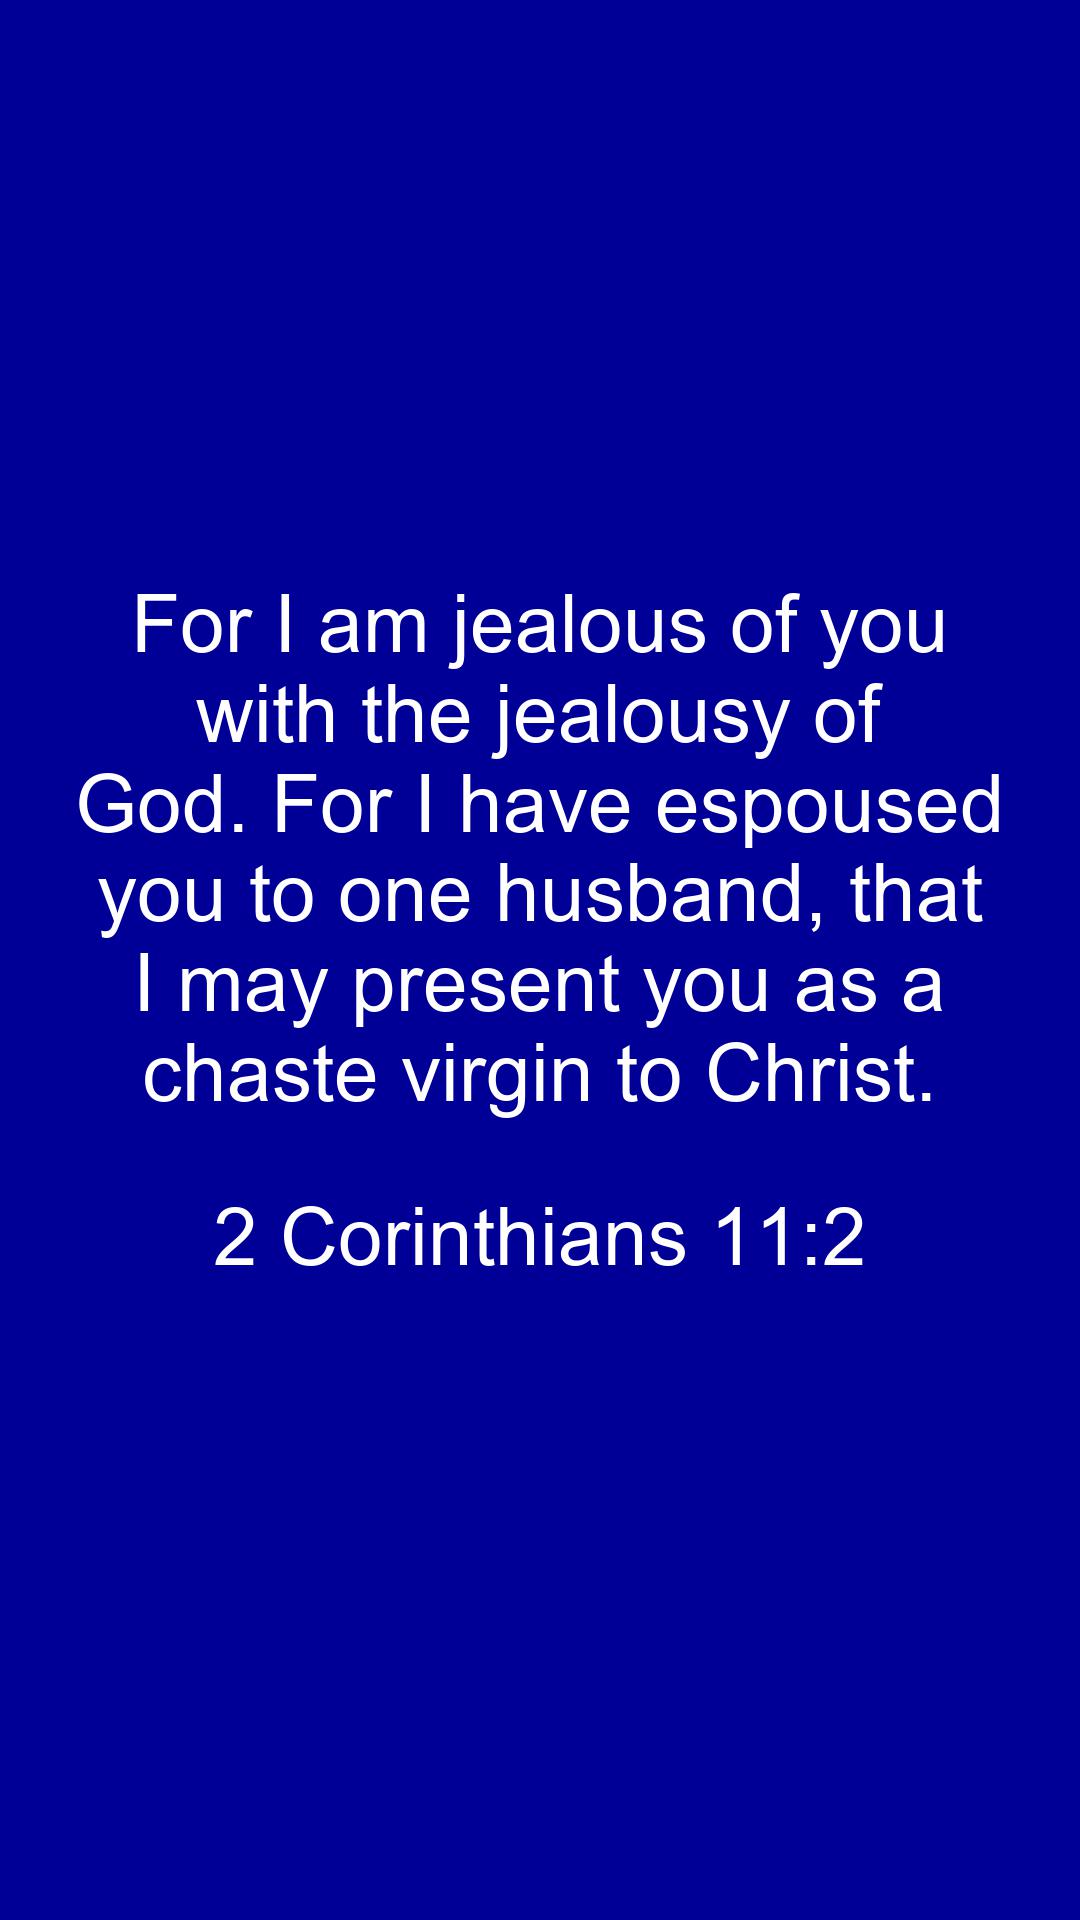 For I am jealous of you
with the jealousy of
God. For I have espoused
you to one husband, that
I may present you as a
chaste virgin to Christ.
2 Corinthians 11:2